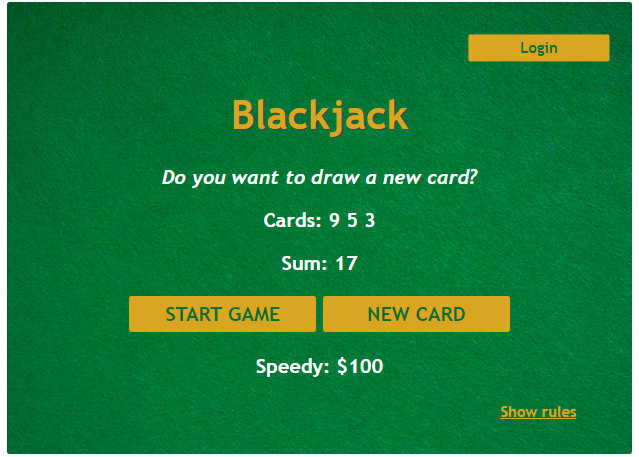 Login
Blackjack
Do you want to draw a new card?
Cards: 9 5 3
Sum: 17
START GAME NEW CARD
Speedy: $100
Show rules